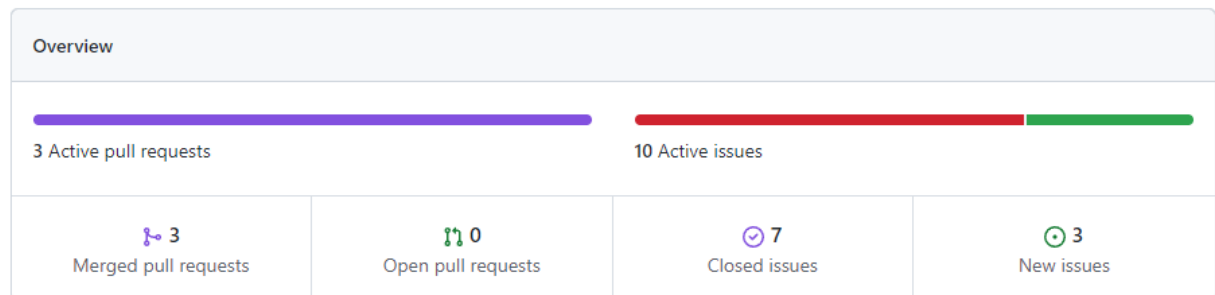 Overview
3 Active pull requests
10 Active issues
3
Merged pull requests
0
Open pull requests
7
Closed issues
3
New issues